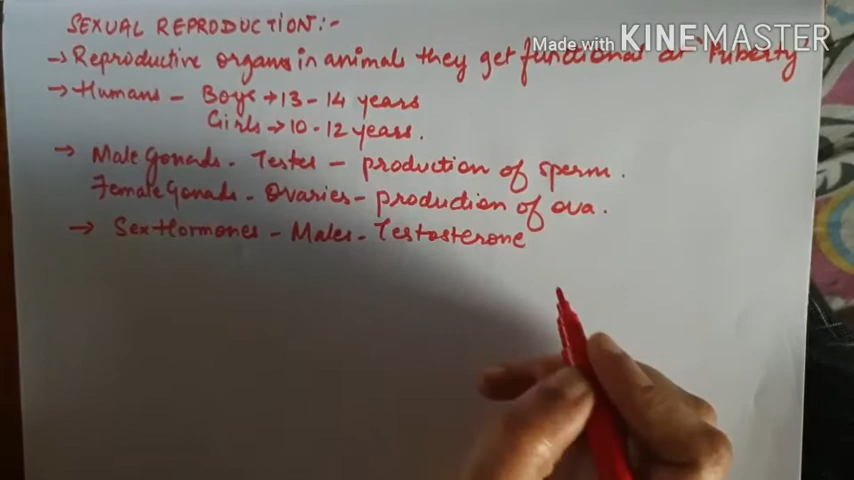 SEXUAL REPRODUCTION:-
Made with KINEMASTER
→ Reproductive organs in animals they get functional at Puberty
→ Humans - Boys → 13 - 14 years
Girls → 10 - 12 years.
→ Male Gonads - Testes - production of sperm.
Female Gonads - Ovaries - production of ova.
→ Sex Hormones - Males - Testosterone